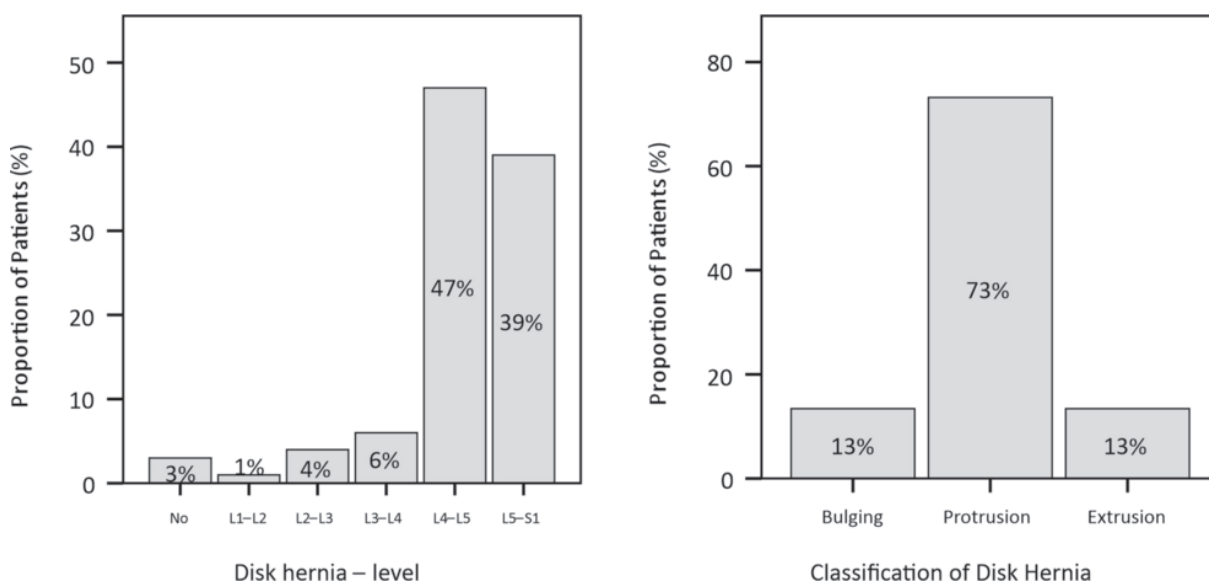 Proportion of Patients (%)
50
40
30
20
10
0
3%
1%
4%
6%
47%
39%
No
L1–L2
L2–L3
L3–L4
L4–L5
L5–S1
Disk hernia – level
Proportion of Patients (%)
80
60
40
20
0
13%
73%
13%
Bulging
Protrusion
Extrusion
Classification of Disk Hernia